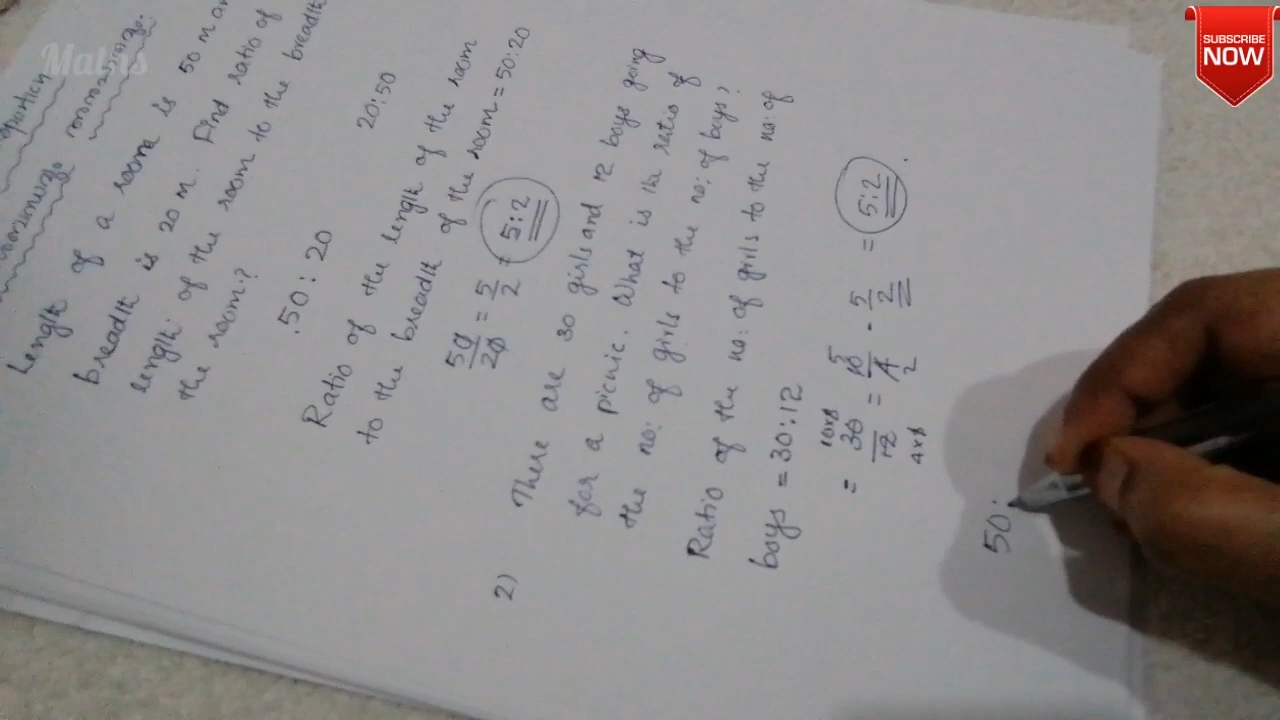 Maths
SUBSCRIBE
NOW
oportion
Length of a room is 50 m an
breadth is 20 m. Find ratio of
length of the room to the breadth
the room?
.50 : 20
20:50
Ratio of the length of the room
to the breadth of the room = 50:20
50/20 = 5/2 = 5:2
2) There are 30 girls and 12 boys going
for a picnic. What is the ratio of
the no: of girls to the no: of boys?
Ratio of the no: of girls to the no: of
boys = 30:12
= 30/12 = 10/4 - 5/2 = 5:2.
50: